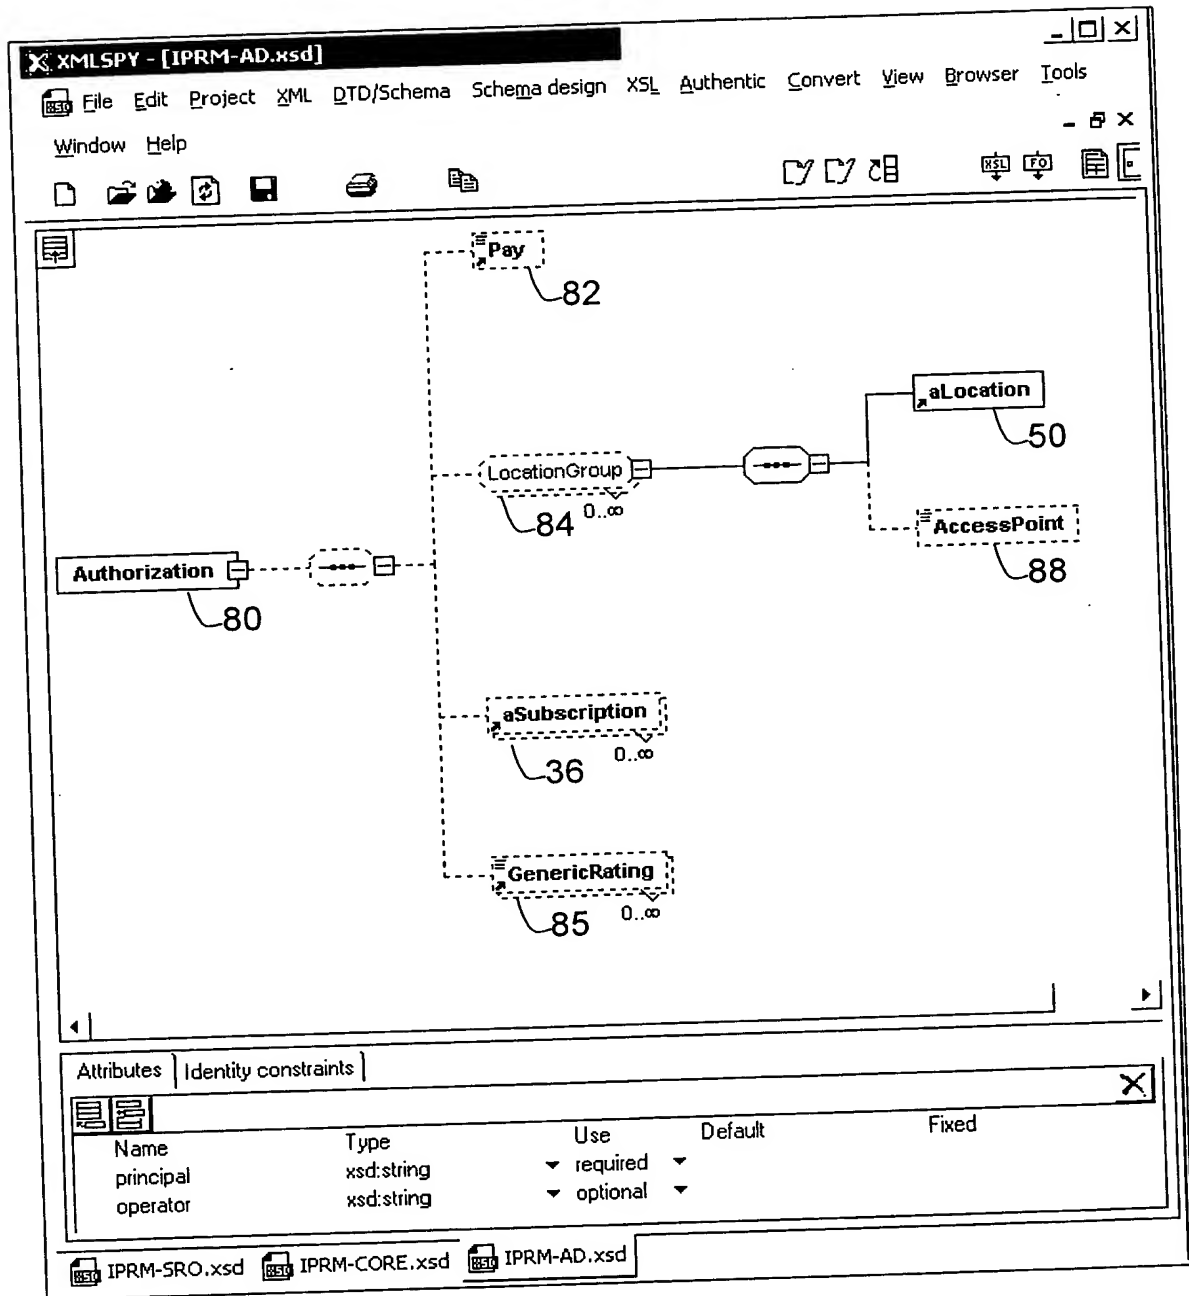 XMLSPY - [IPRM-AD.xsd]
File Edit Project XML DTD/Schema Schema design XSL Authentic Convert View Browser Tools
Window Help
XSL FO
Pay
82
aLocation
50
LocationGroup
84 0..∞
AccessPoint
88
Authorization
80
aSubscription
36 0..∞
GenericRating
85 0..∞
Attributes Identity constraints
Name Type Use Default Fixed
principal xsd:string required
operator xsd:string optional
IPRM-SRO.xsd IPRM-CORE.xsd IPRM-AD.xsd